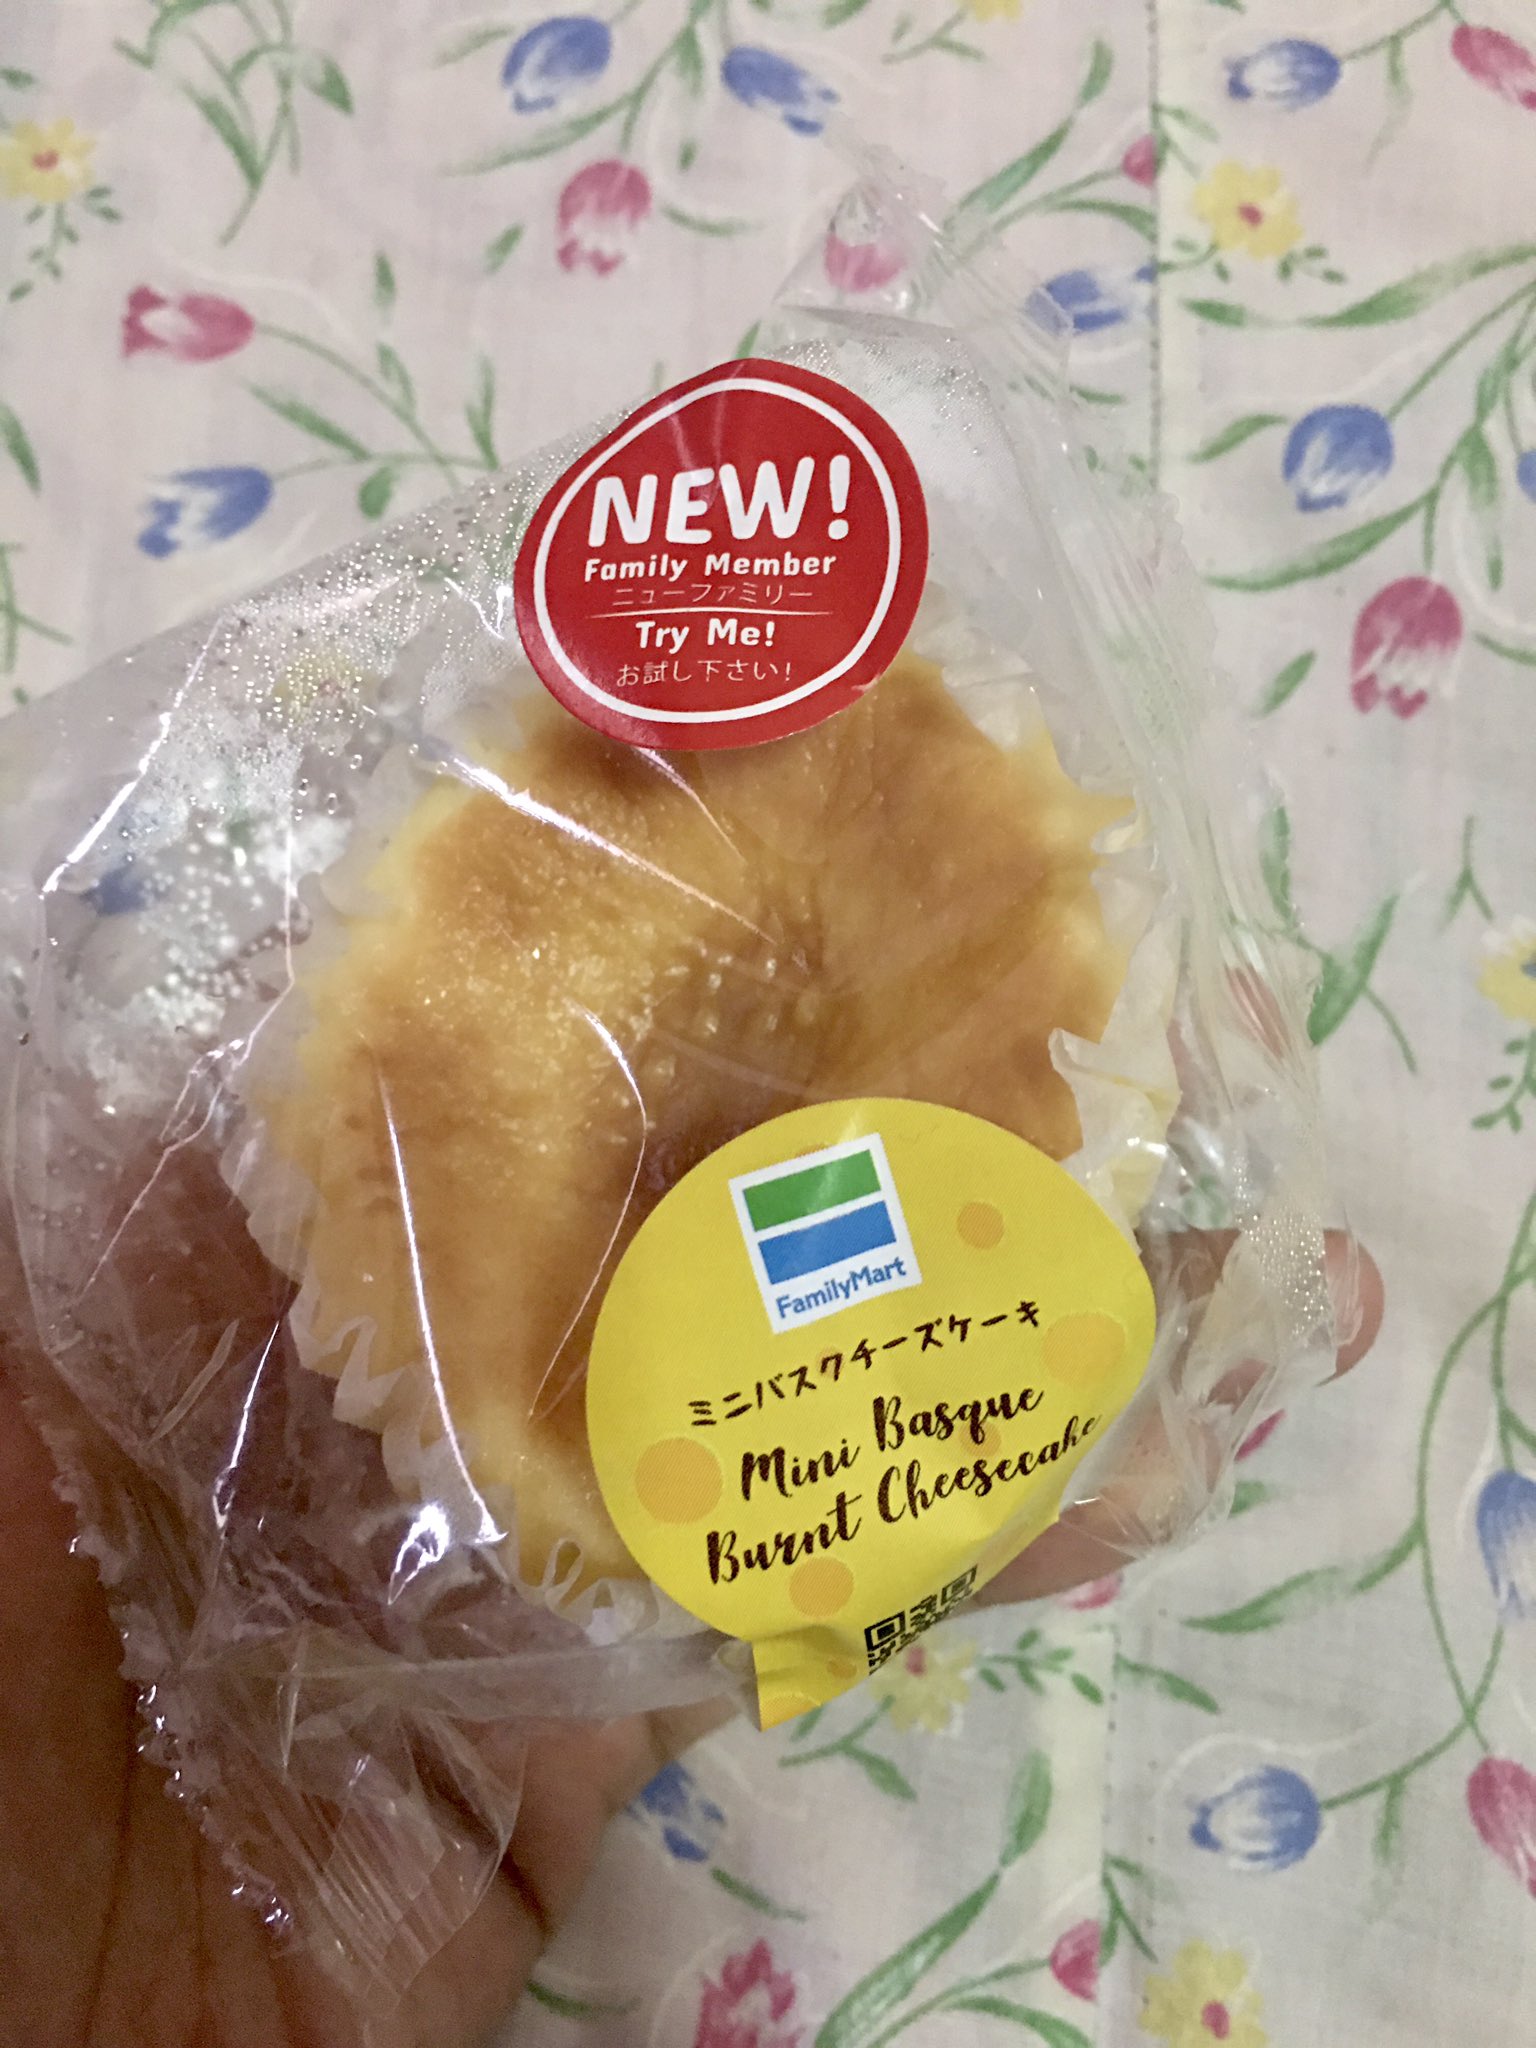 NEW!
Family Member
ニューファミリー
Try Me!
お試し下さい!
FamilyMart
ミニバスクチーズケーキ
Mini Basque
Burnt Cheesecake